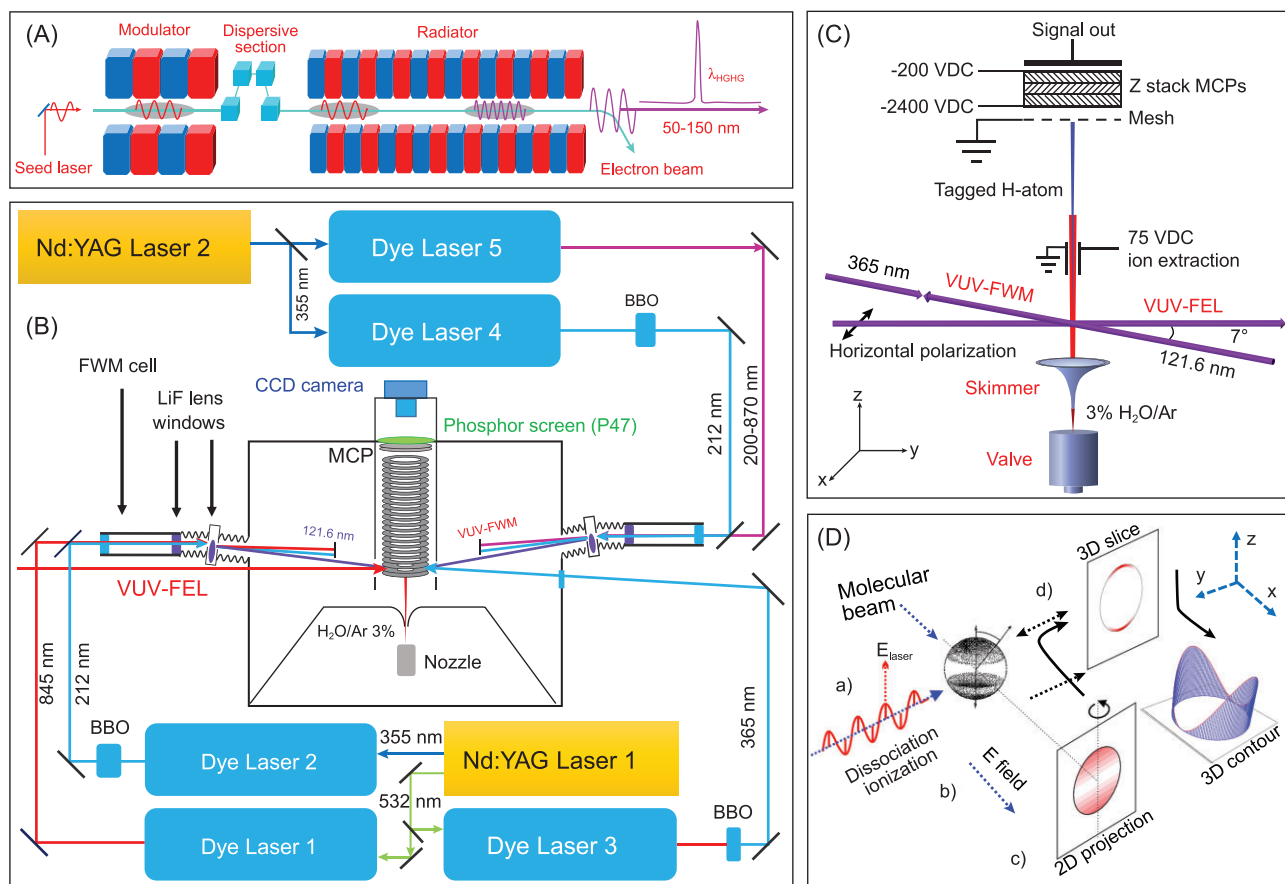 (A)
Modulator
Dispersive
section
Radiator
λHGHG
50-150 nm
Seed laser
Electron beam
(B)
Nd:YAG Laser 2
Dye Laser 5
355 nm
Dye Laser 4
BBO
FWM cell
LiF lens
windows
CCD camera
Phosphor screen (P47)
MCP
212 nm
200-870 nm
121.6 nm
VUV-FWM
VUV-FEL
H2O/Ar 3%
Nozzle
845 nm
212 nm
365 nm
BBO
Dye Laser 2
355 nm
Nd:YAG Laser 1
532 nm
Dye Laser 1
Dye Laser 3
BBO
(C)
Signal out
-200 VDC
Z stack MCPs
-2400 VDC
Mesh
Tagged H-atom
75 VDC
ion extraction
365 nm
VUV-FWM
VUV-FEL
7°
Horizontal polarization
121.6 nm
Skimmer
3% H2O/Ar
Valve
z
y
x
(D)
Molecular
beam
d)
3D slice
z
y
x
Elaser
a)
Dissociation
ionization
b)
E field
c)
2D projection
3D contour